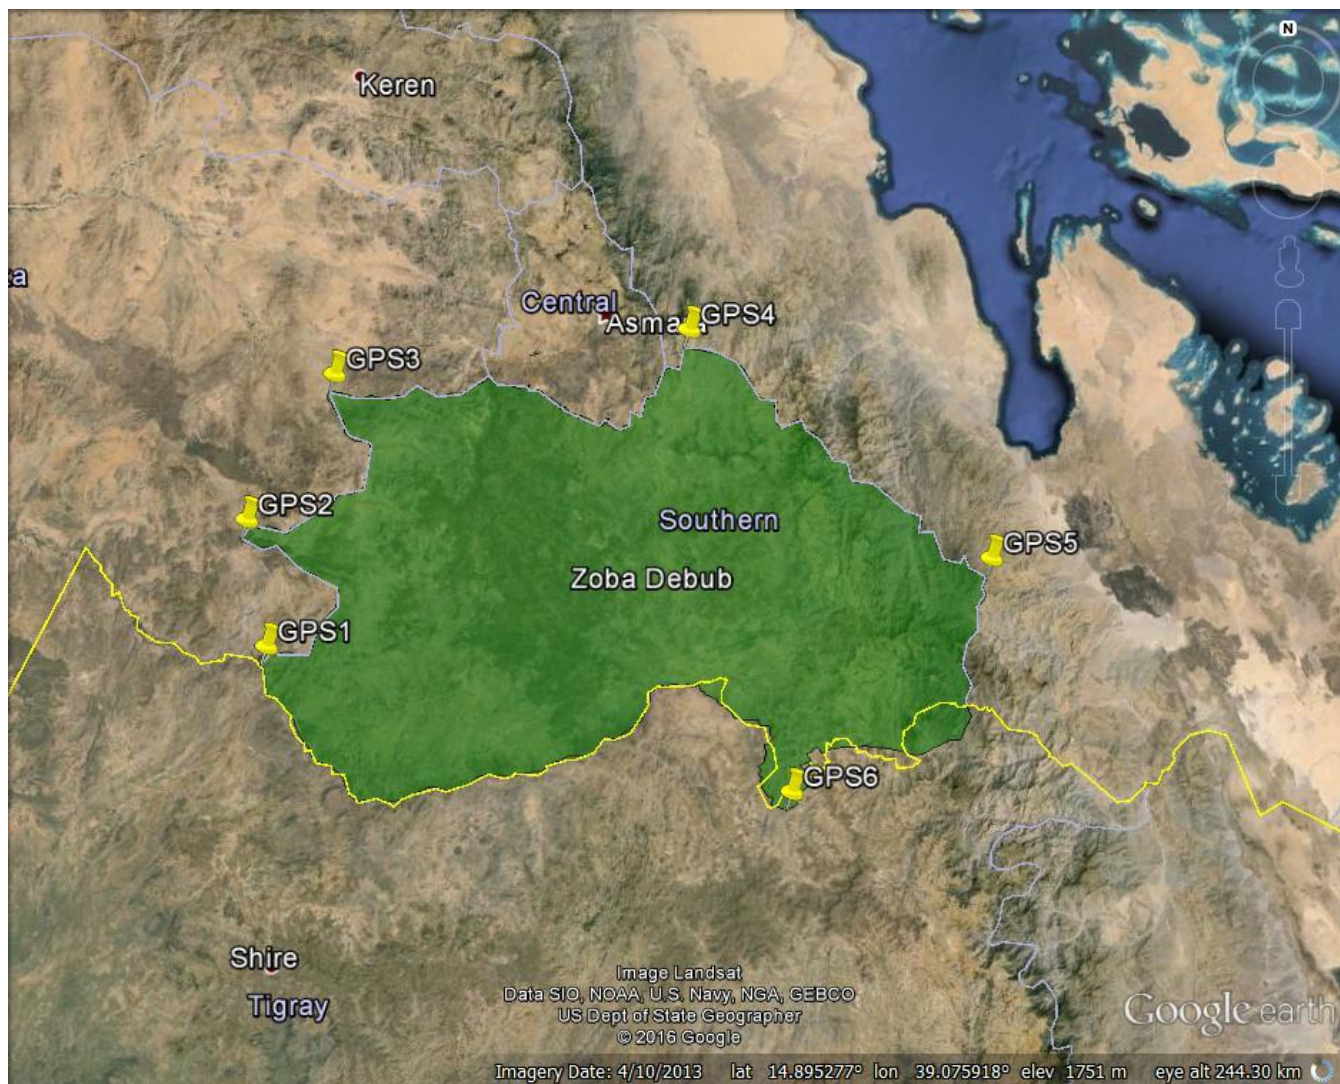 N
Keren
ka
Central
Asmara
GPS4
GPS3
GPS2
Southern
GPS5
Zoba Debub
GPS1
GPS6
Shire
Tigray
Image Landsat
Data SIO, NOAA, U.S. Navy, NGA, GEBCO
US Dept of State Geographer
© 2016 Google
Google earth
Imagery Date: 4/10/2013 lat 14.895277° lon 39.075918° elev 1751 m eye alt 244.30 km